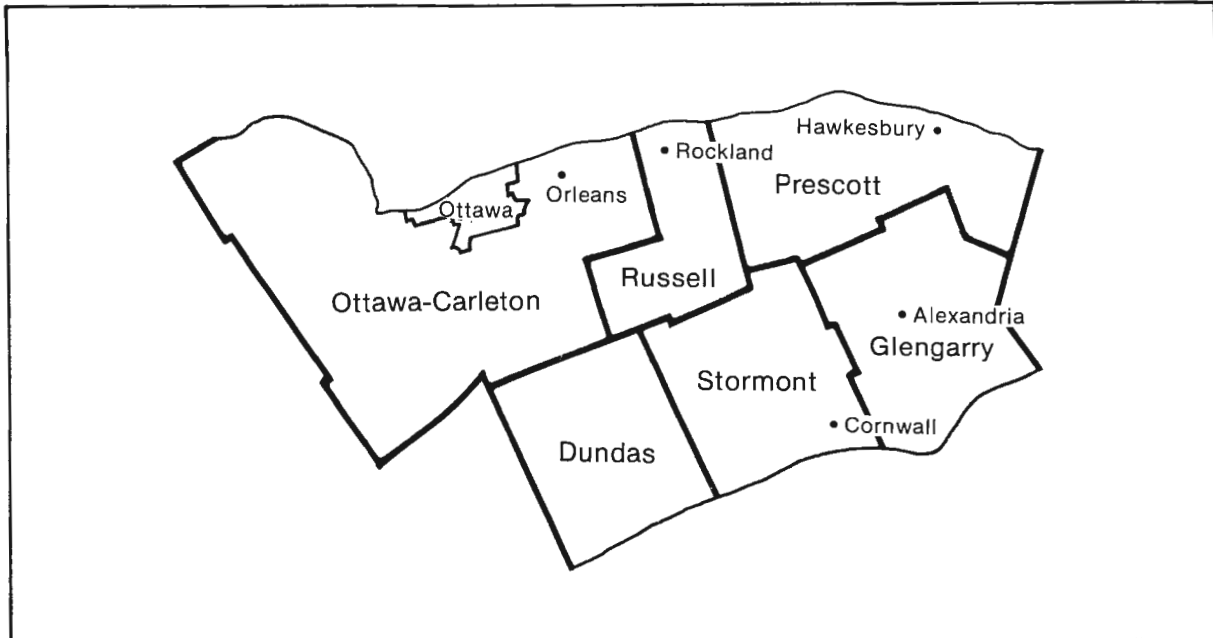 Hawkesbury
Rockland
Prescott
Orleans
Ottawa
Russell
Ottawa-Carleton
Alexandria
Glengarry
Stormont
Cornwall
Dundas